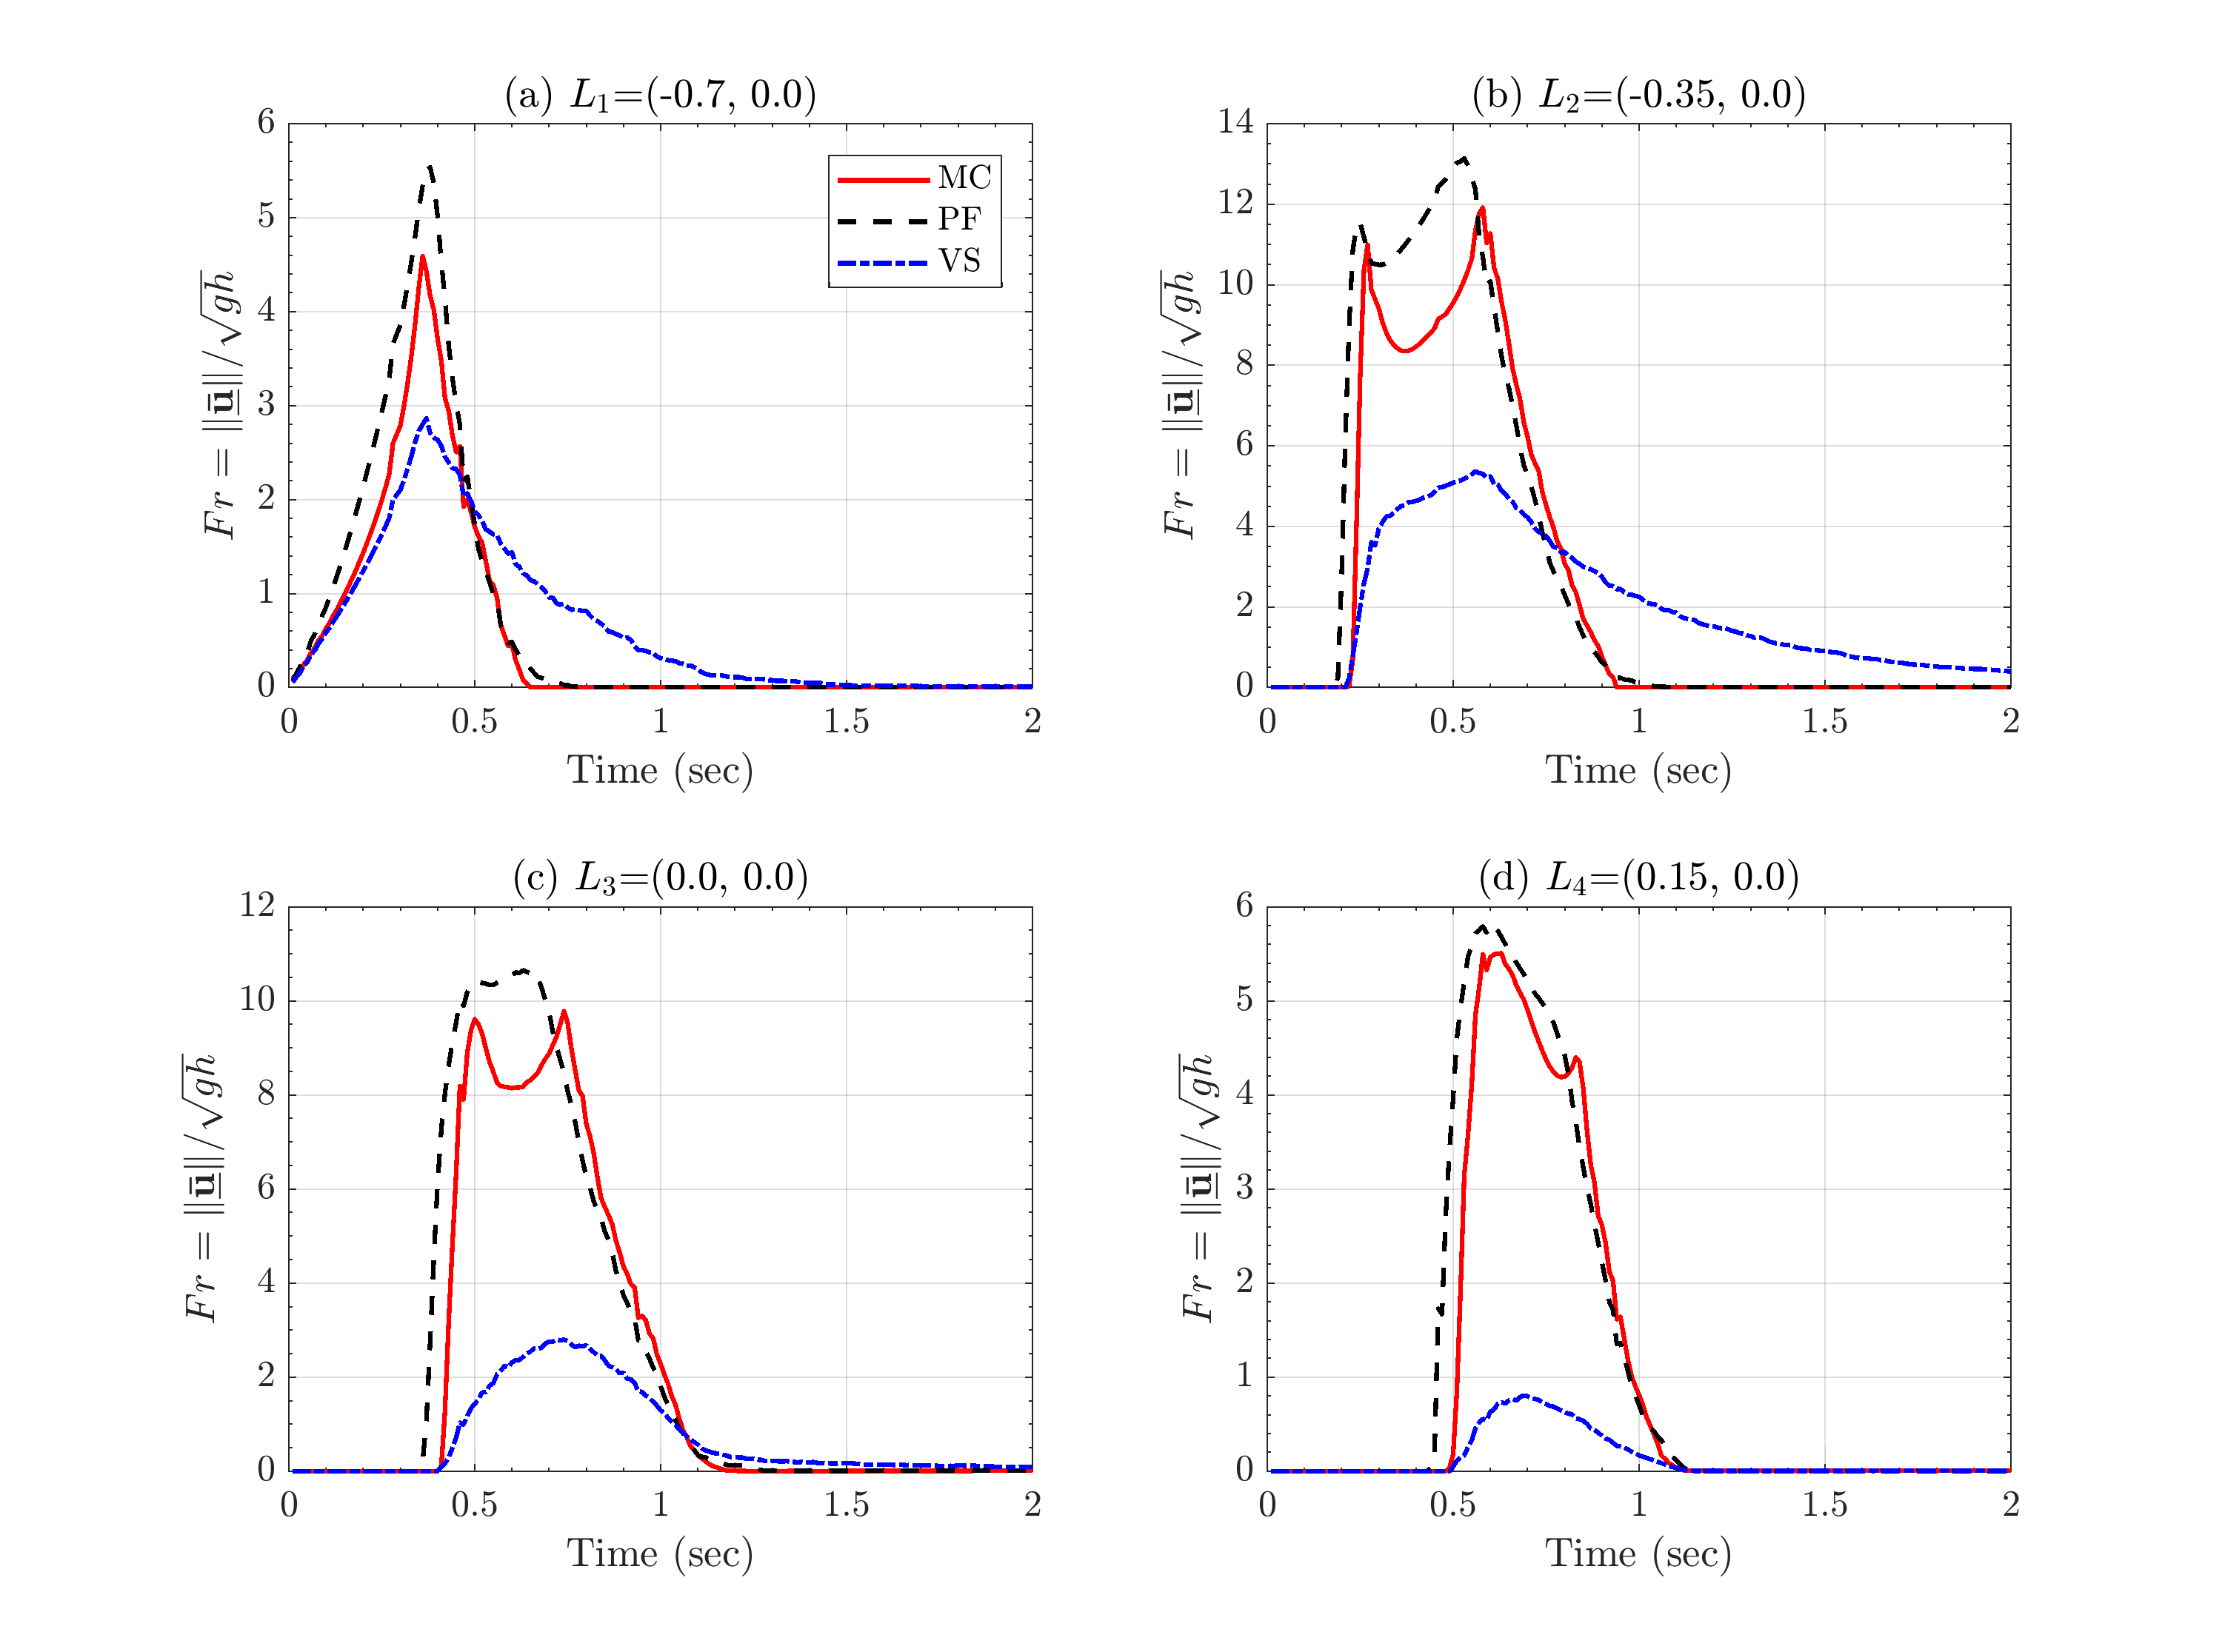 (a) L₁=(-0.7, 0.0)
6
5
4
3
2
1
0
Fr = ||ū̲||/√gh
MC
PF
VS
0 0.5 1 1.5 2
Time (sec)
(b) L₂=(-0.35, 0.0)
14
12
10
8
6
4
2
0
Fr = ||ū̲||/√gh
0 0.5 1 1.5 2
Time (sec)
(c) L₃=(0.0, 0.0)
12
10
8
6
4
2
0
Fr = ||ū̲||/√gh
0 0.5 1 1.5 2
Time (sec)
(d) L₄=(0.15, 0.0)
6
5
4
3
2
1
0
Fr = ||ū̲||/√gh
0 0.5 1 1.5 2
Time (sec)